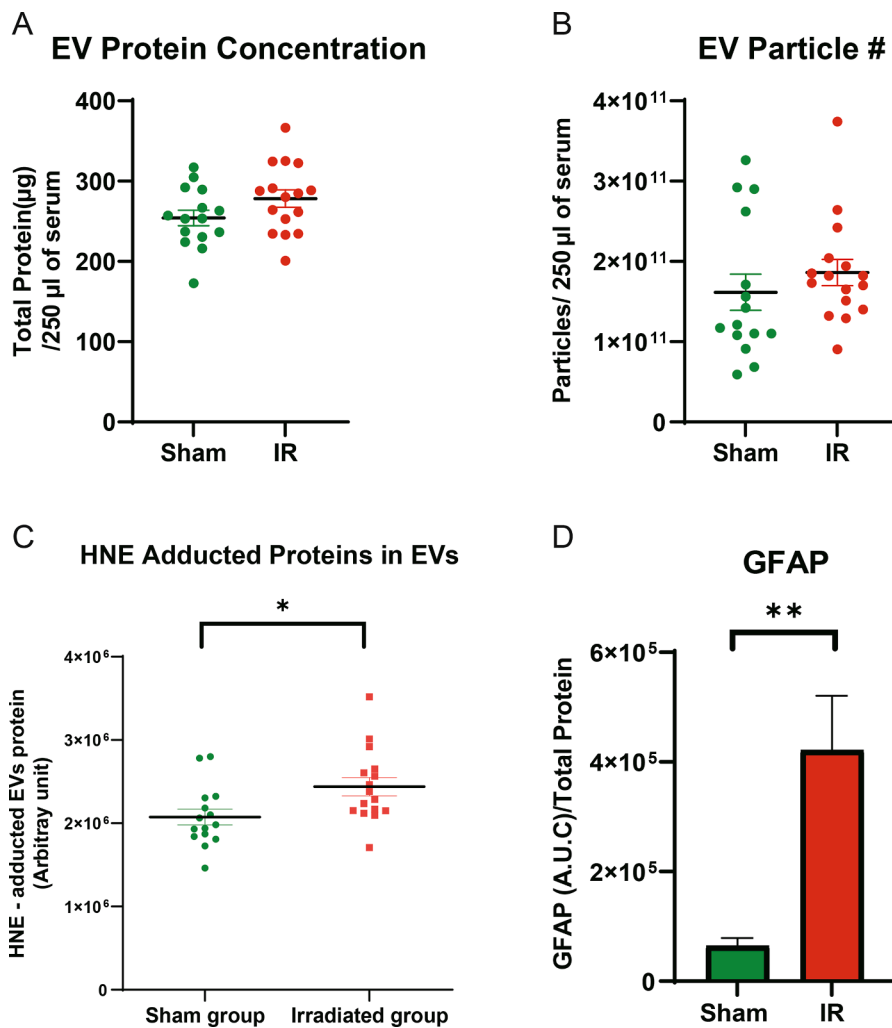 A
EV Protein Concentration
Total Protein(µg)
/250 µl of serum
400
300
200
100
0
Sham IR
B
EV Particle #
Particles/ 250 µl of serum
4×10¹¹
3×10¹¹
2×10¹¹
1×10¹¹
0
Sham IR
C
HNE Adducted Proteins in EVs
*
HNE - adducted EVs protein
(Arbitray unit)
4×10⁶
3×10⁶
2×10⁶
1×10⁶
0
Sham group Irradiated group
D
GFAP
**
GFAP (A.U.C)/Total Protein
6×10⁵
4×10⁵
2×10⁵
0
Sham IR